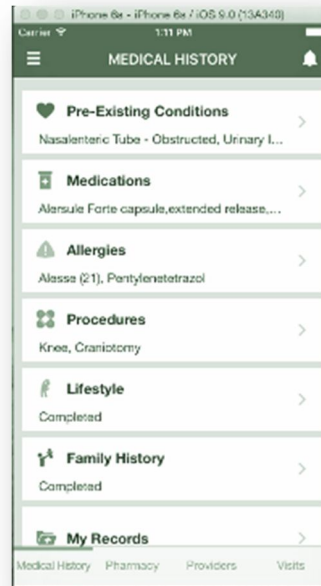 iPhone 6s - iPhone 6s / iOS 9.0 (13A340)
Carrier 1:11 PM
MEDICAL HISTORY
Pre-Existing Conditions
Nasalenteric Tube - Obstructed, Urinary I...
Medications
Alersule Forte capsule,extended release,...
Allergies
Alesse (21), Pentylenetetrazol
Procedures
Knee, Craniotomy
Lifestyle
Completed
Family History
Completed
My Records
Medical History Pharmacy Providers Visits